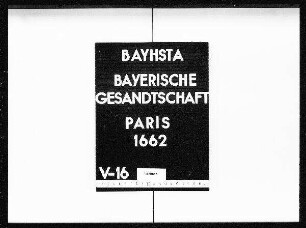 BAYHSTA
BAYERISCHE
GESANDTSCHAFT
PARIS
1662
V-16